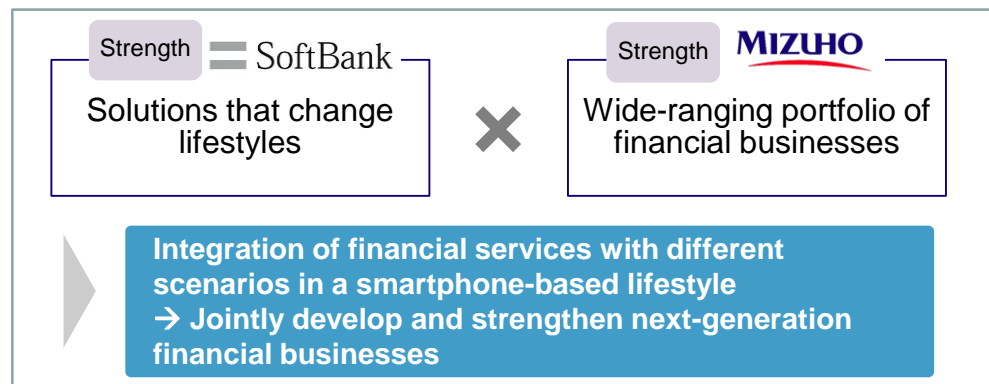 Strength
SoftBank
Solutions that change
lifestyles
Strength
MIZUHO
Wide-ranging portfolio of
financial businesses
Integration of financial services with different
scenarios in a smartphone-based lifestyle
→ Jointly develop and strengthen next-generation
financial businesses